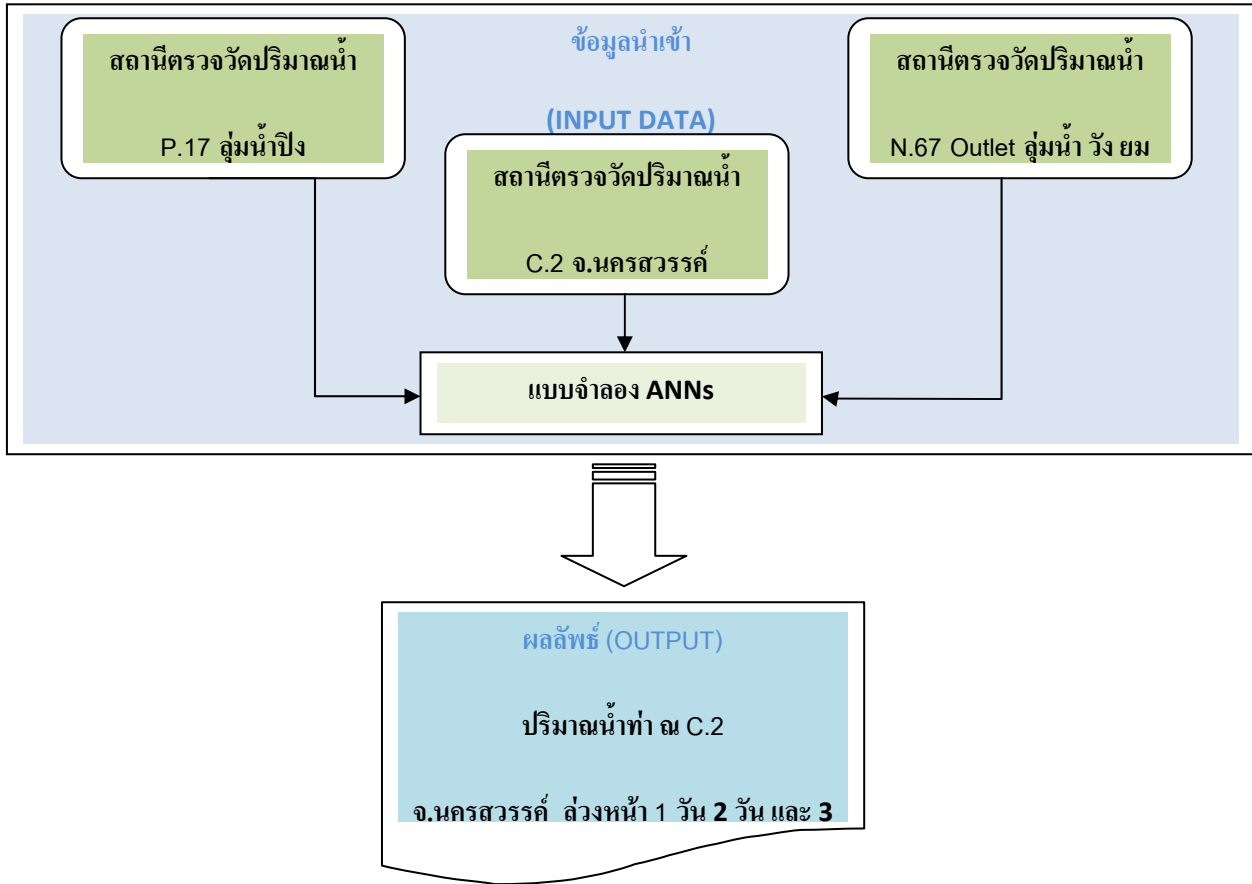 ข้อมูลนำเข้า
(INPUT DATA)
สถานีตรวจวัดปริมาณน้ำ
P.17 ลุ่มน้ำปิง
สถานีตรวจวัดปริมาณน้ำ
C.2 จ.นครสวรรค์
สถานีตรวจวัดปริมาณน้ำ
N.67 Outlet ลุ่มน้ำ วัง ยม
แบบจำลอง ANNs
ผลลัพธ์ (OUTPUT)
ปริมาณน้ำท่า ณ C.2
จ.นครสวรรค์ ล่วงหน้า 1 วัน 2 วัน และ 3